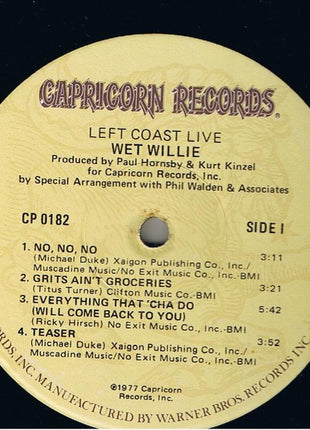 CAPRICORN RECORDS®
LEFT COAST LIVE
WET WILLIE
Produced by Paul Hornsby & Kurt Kinzel
for Capricorn Records, Inc.
by Special Arrangement with Phil Walden & Associates
CP 0182 SIDE I
1. NO, NO, NO 3:11
(Michael Duke) Xaigon Publishing Co., Inc./
Muscadine Music/No Exit Music Co., Inc.-BMI
2. GRITS AIN'T GROCERIES 5:20
(Titus Turner) Clifton Music Co.-BMI
3. EVERYTHING THAT 'CHA DO
(WILL COME BACK TO YOU) 5:42
(Ricky Hirsch) No Exit Music Co., Inc.-BMI
4. TEASER 3:52
(Michael Duke) Xaigon Publishing Co., Inc./
Muscadine Music/No Exit Music Co., Inc.-BMI
©1977 Capricorn
Records, Inc.
RECORDS, INC. MANUFACTURED BY WARNER BROS. RECORDS INC